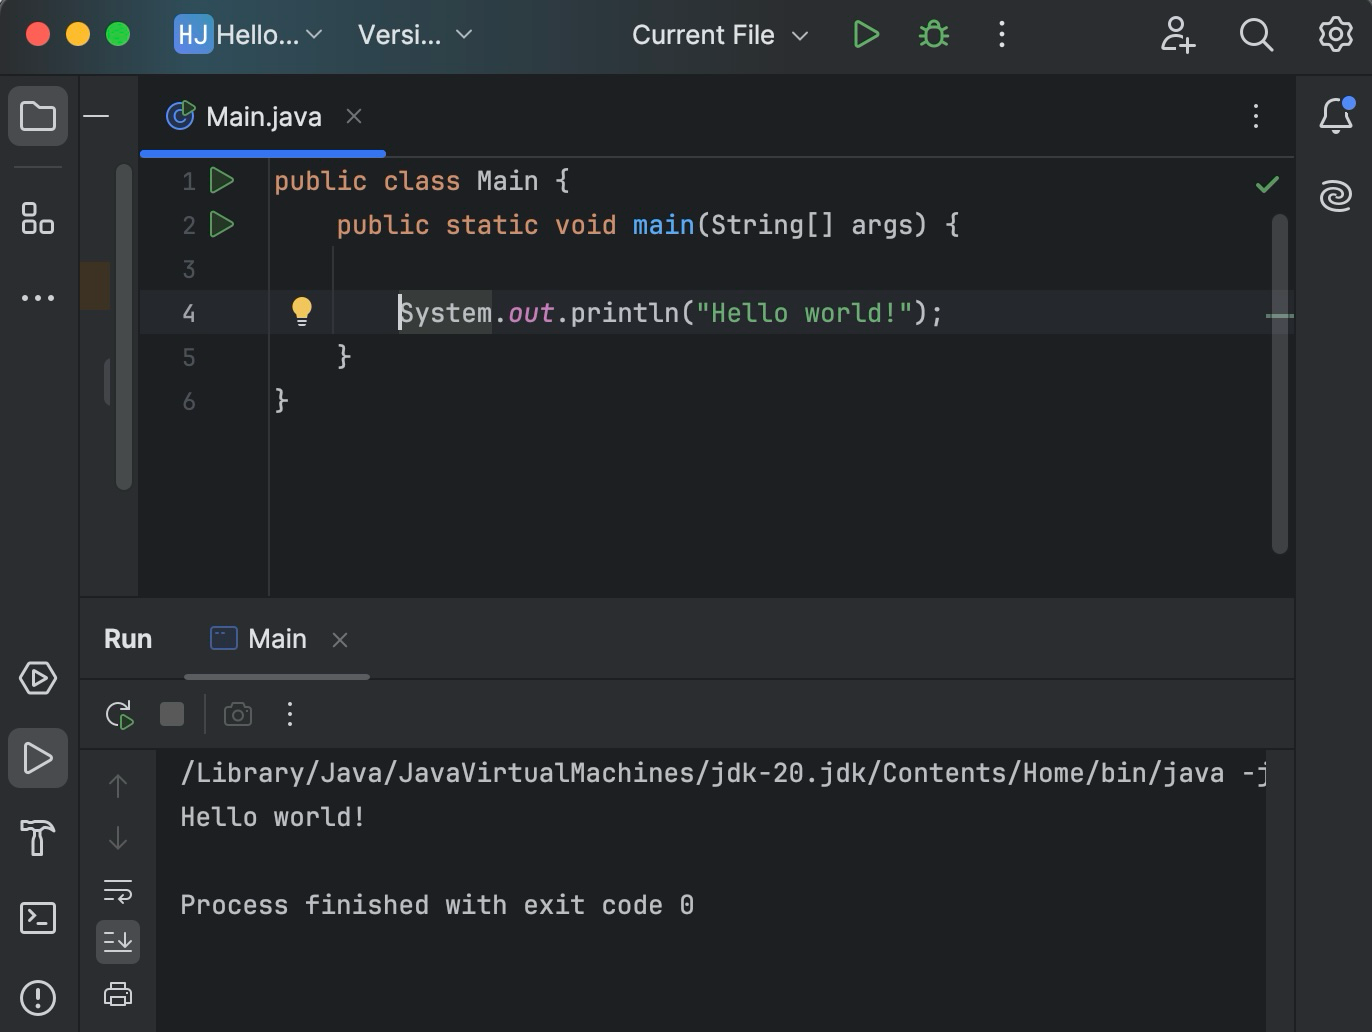 HJ Hello... Versi... Current File
Main.java
1 public class Main {
2 public static void main(String[] args) {
3
4 System.out.println("Hello world!");
5 }
6 }
Run Main
/Library/Java/JavaVirtualMachines/jdk-20.jdk/Contents/Home/bin/java -j
Hello world!
Process finished with exit code 0